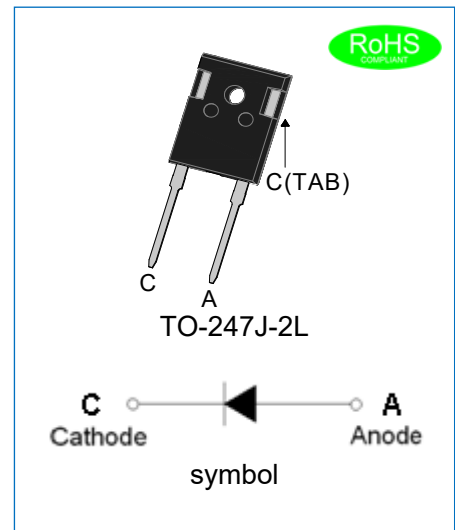 RoHS
COMPLIANT
C(TAB)
C
A
TO-247J-2L
C A
Cathode Anode
symbol